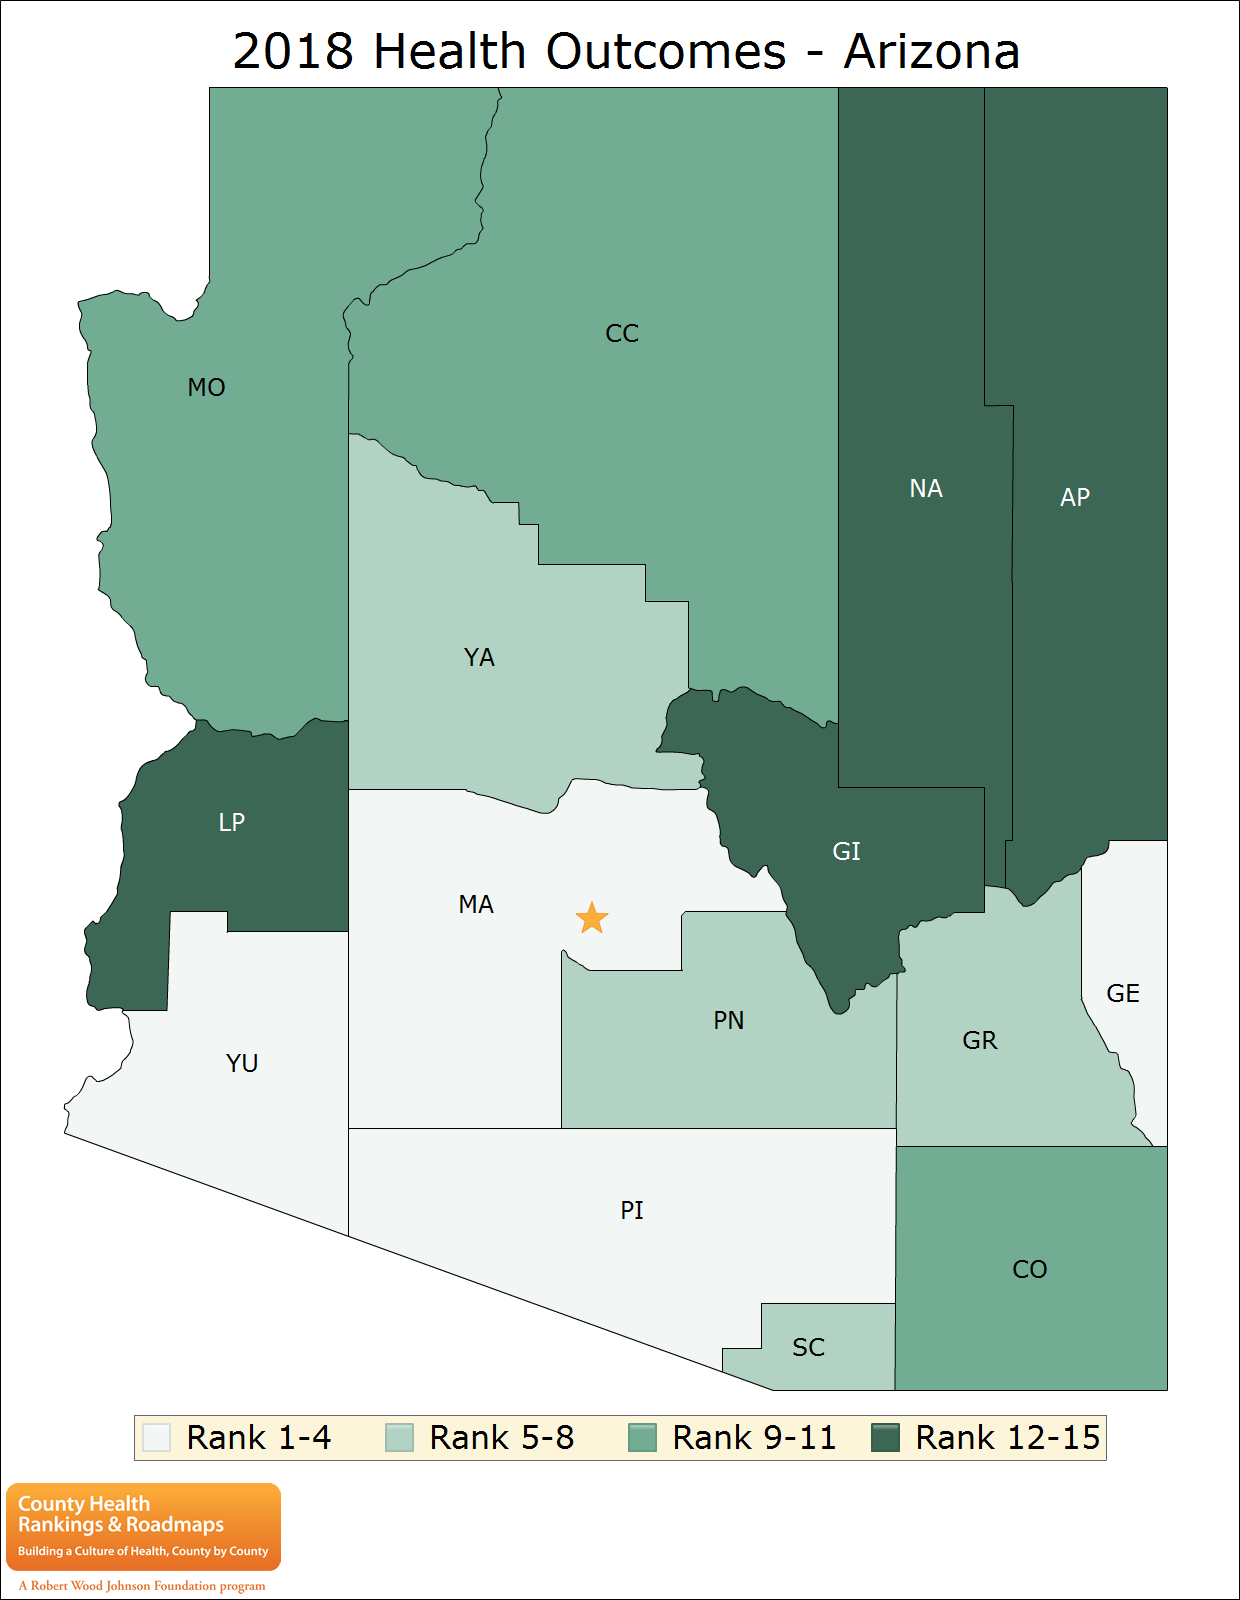 2018 Health Outcomes - Arizona
CC
MO
NA
AP
YA
LP
GI
MA
GE
PN
GR
YU
PI
CO
SC
Rank 1-4
Rank 5-8
Rank 9-11
Rank 12-15
County Health
Rankings & Roadmaps
Building a Culture of Health, County by County
A Robert Wood Johnson Foundation program